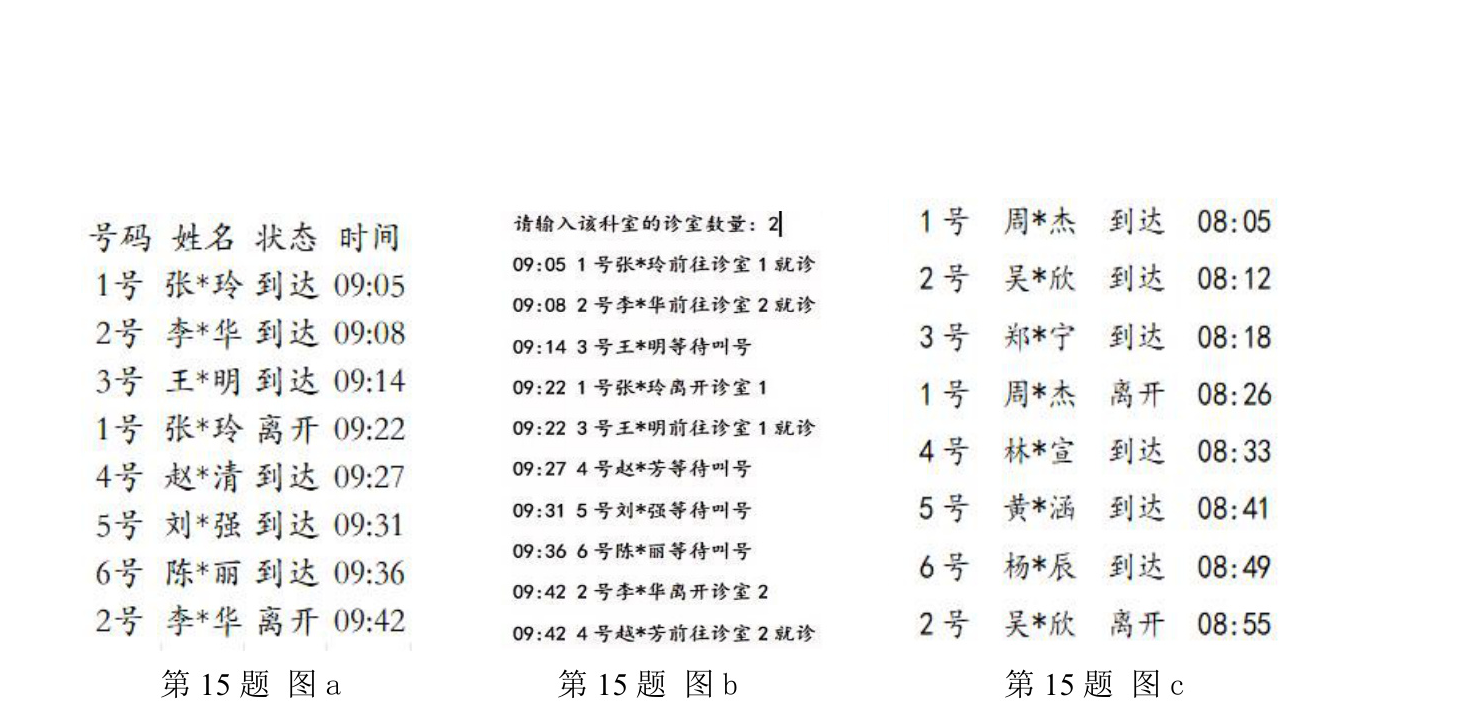 号码 姓名 状态 时间
1号 张*玲 到达 09:05
2号 李*华 到达 09:08
3号 王*明 到达 09:14
1号 张*玲 离开 09:22
4号 赵*清 到达 09:27
5号 刘*强 到达 09:31
6号 陈*丽 到达 09:36
2号 李*华 离开 09:42
第15题 图a
请输入该科室的诊室数量：2
09:05 1号张*玲前往诊室1就诊
09:08 2号李*华前往诊室2就诊
09:14 3号王*明等待叫号
09:22 1号张*玲离开诊室1
09:22 3号王*明前往诊室1就诊
09:27 4号赵*芳等待叫号
09:31 5号刘*强等待叫号
09:36 6号陈*丽等待叫号
09:42 2号李*华离开诊室2
09:42 4号越*芳前往诊室2就诊
第15题 图b
1号 周*杰 到达 08:05
2号 吴*欣 到达 08:12
3号 郑*宁 到达 08:18
1号 周*杰 离开 08:26
4号 林*宣 到达 08:33
5号 黄*涵 到达 08:41
6号 杨*辰 到达 08:49
2号 吴*欣 离开 08:55
第15题 图c